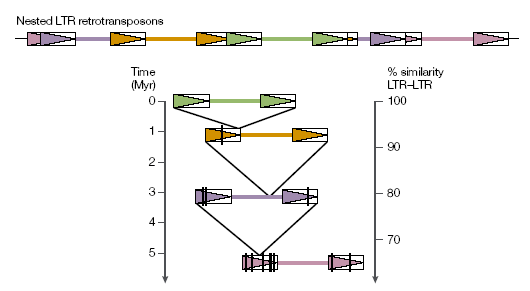 Nested LTR retrotransposons
Time
(Myr)
% similarity
LTR–LTR
0
100
1
90
2
3
80
4
70
5